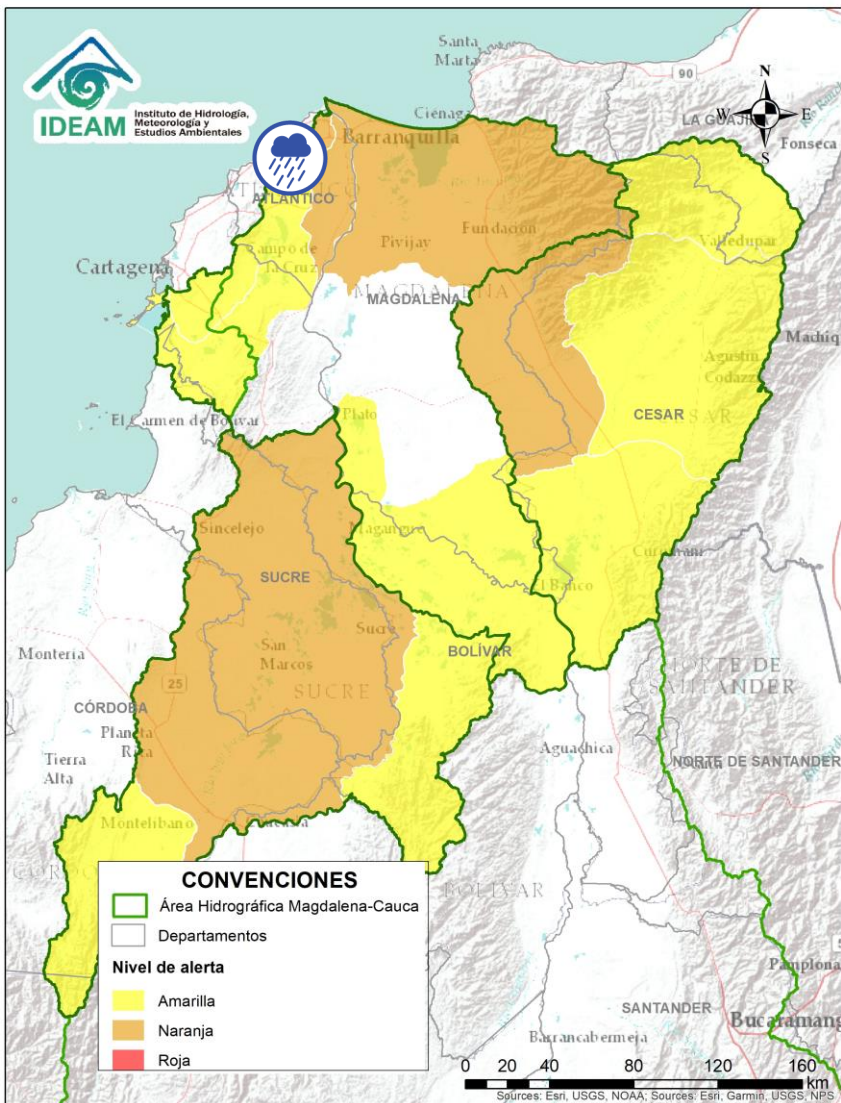 IDEAM
Instituto de Hidrología,
Meteorología y
Estudios Ambientales
Santa
Marta
Ciénaga
90
N
W
E
S
LA GUAJIRA
Fonseca
Barranquilla
ATLÁNTICO
Pivijay
Fundación
Valledupar
Campo de
la Cruz
Cartagena
MAGDALENA
Agustín
Codazzi
CESAR
El Carmen de Bolívar
Plato
Sincelejo
Magangué
SUCRE
El Banco
Sucre
BOLÍVAR
San
Marcos
SUCRE
Montería
25
CÓRDOBA
Planeta
Rica
Tierra
Alta
NORTE DE
SANTANDER
Aguachica
NORTE DE SANTANDER
Montelíbano
BOLÍVAR
CONVENCIONES
Área Hidrográfica Magdalena-Cauca
Departamentos
Nivel de alerta
Amarilla
Naranja
Roja
Pamplona
SANTANDER
Bucaramang
Barrancabermeja
0 20 40 80 120 160
km
Sources: Esri, USGS, NOAA; Sources: Esri, Garmin, USGS, NPS